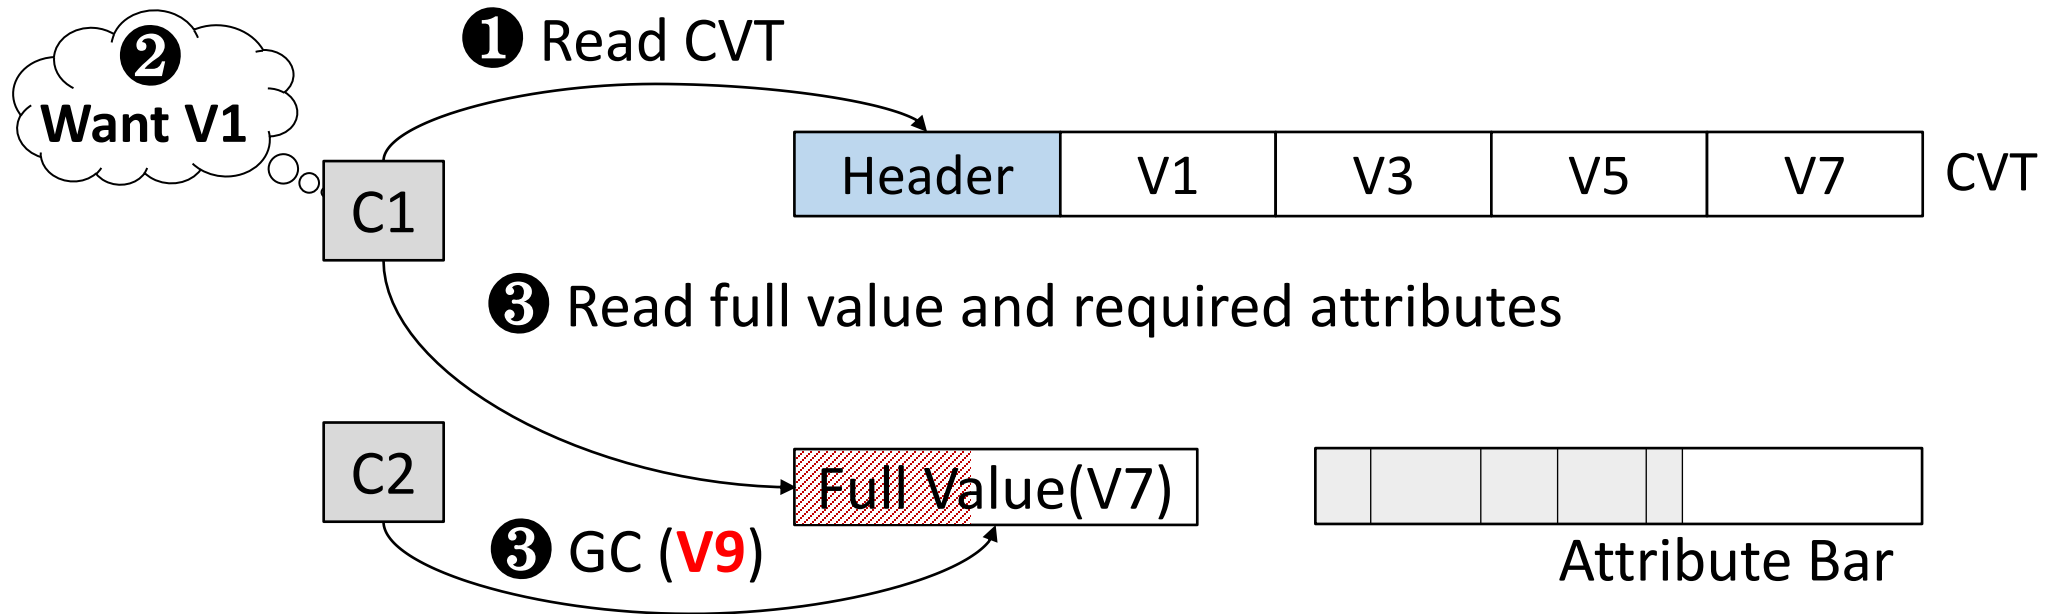 ❶ Read CVT
❷
Want V1
C1
Header V1 V3 V5 V7 CVT
❸ Read full value and required attributes
C2
Full Value(V7)
❸ GC (V9)
Attribute Bar